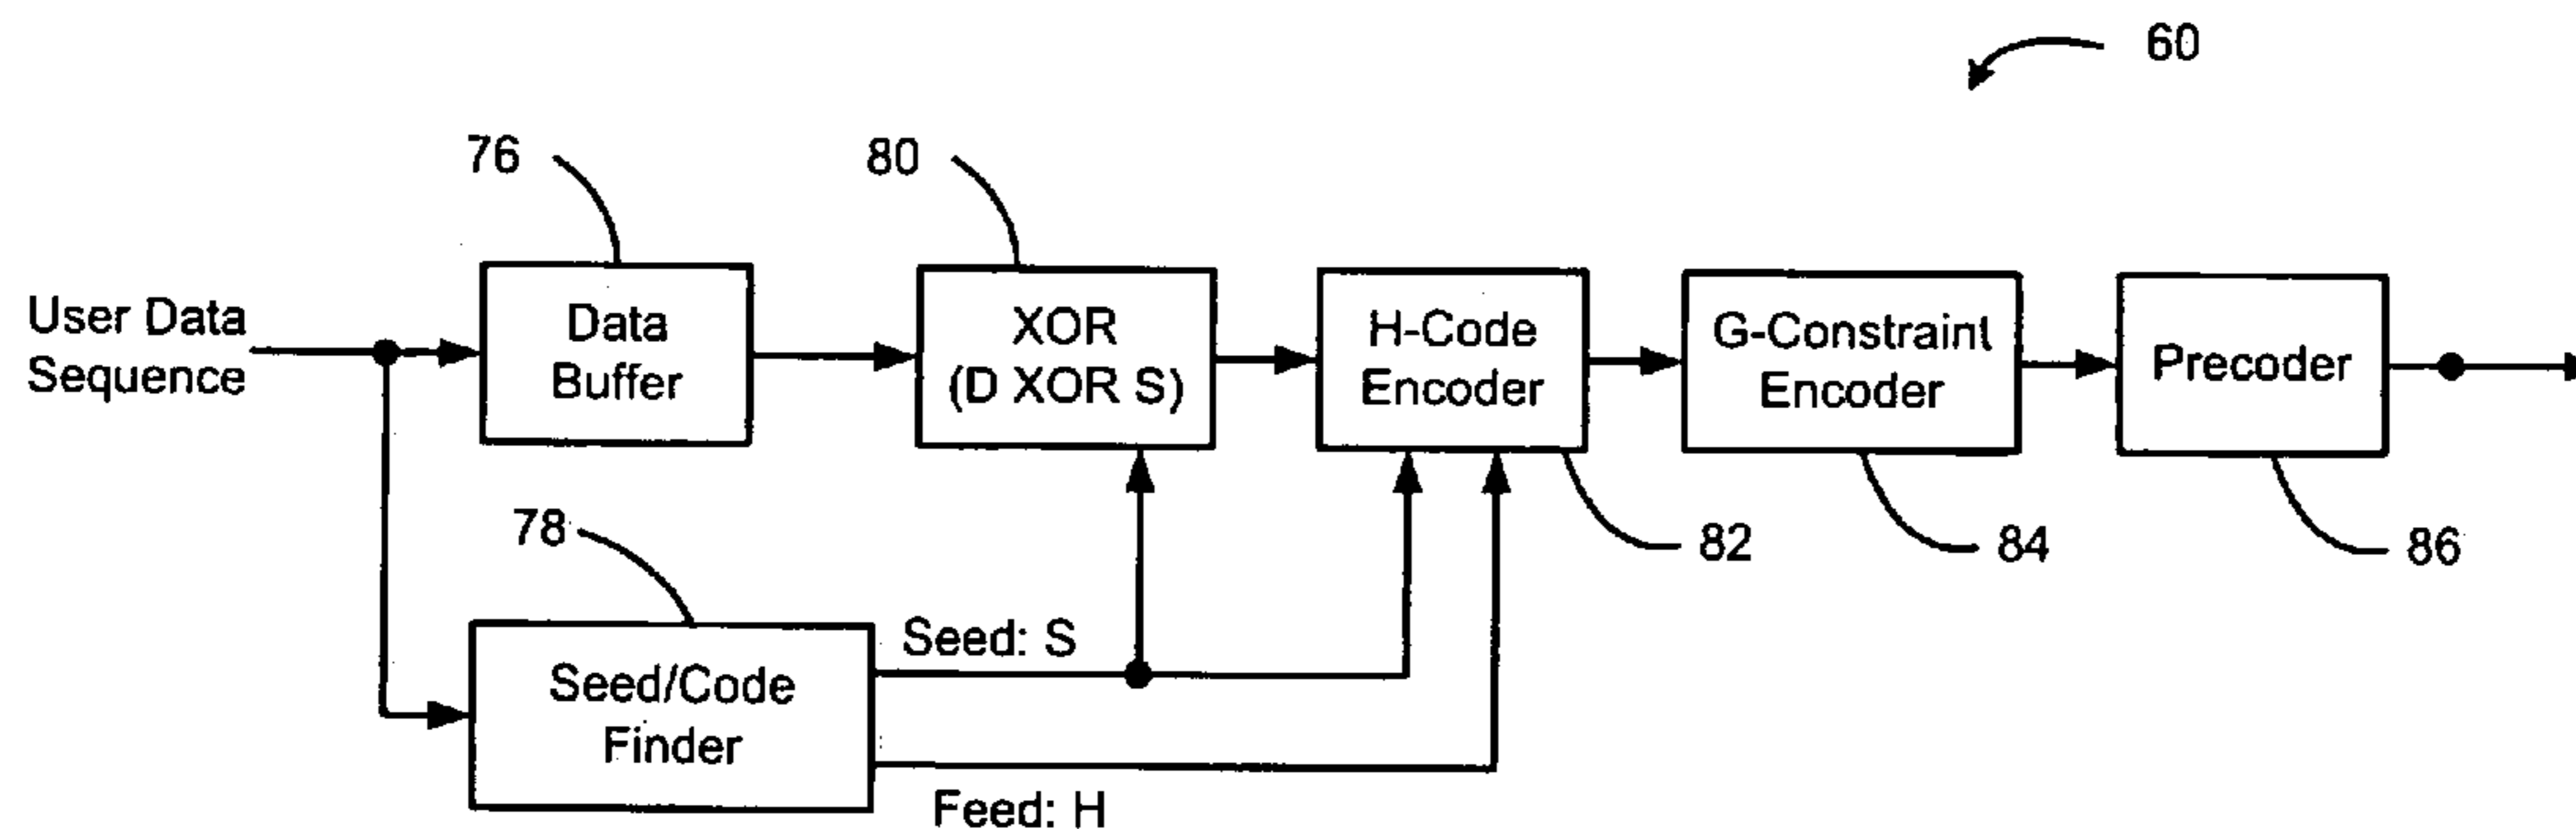 60
76
80
User Data
Sequence
Data
Buffer
XOR
(D XOR S)
H-Code
Encoder
G-Constraint
Encoder
Precoder
78
82
84
86
Seed/Code
Finder
Seed: S
Feed: H